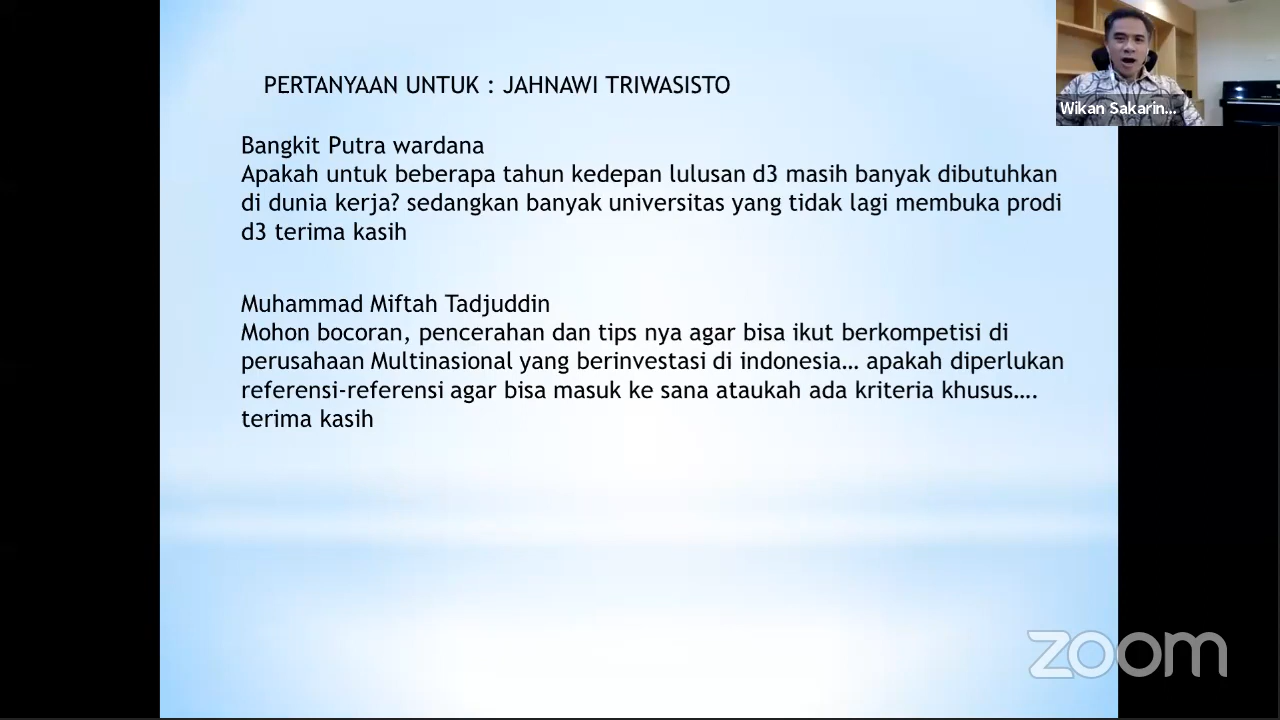 PERTANYAAN UNTUK : JAHNAWI TRIWASISTO
Wikan Sakarin...
Bangkit Putra wardana
Apakah untuk beberapa tahun kedepan lulusan d3 masih banyak dibutuhkan
di dunia kerja? sedangkan banyak universitas yang tidak lagi membuka prodi
d3 terima kasih
Muhammad Miftah Tadjuddin
Mohon bocoran, pencerahan dan tips nya agar bisa ikut berkompetisi di
perusahaan Multinasional yang berinvestasi di indonesia… apakah diperlukan
referensi-referensi agar bisa masuk ke sana ataukah ada kriteria khusus….
terima kasih
zoom